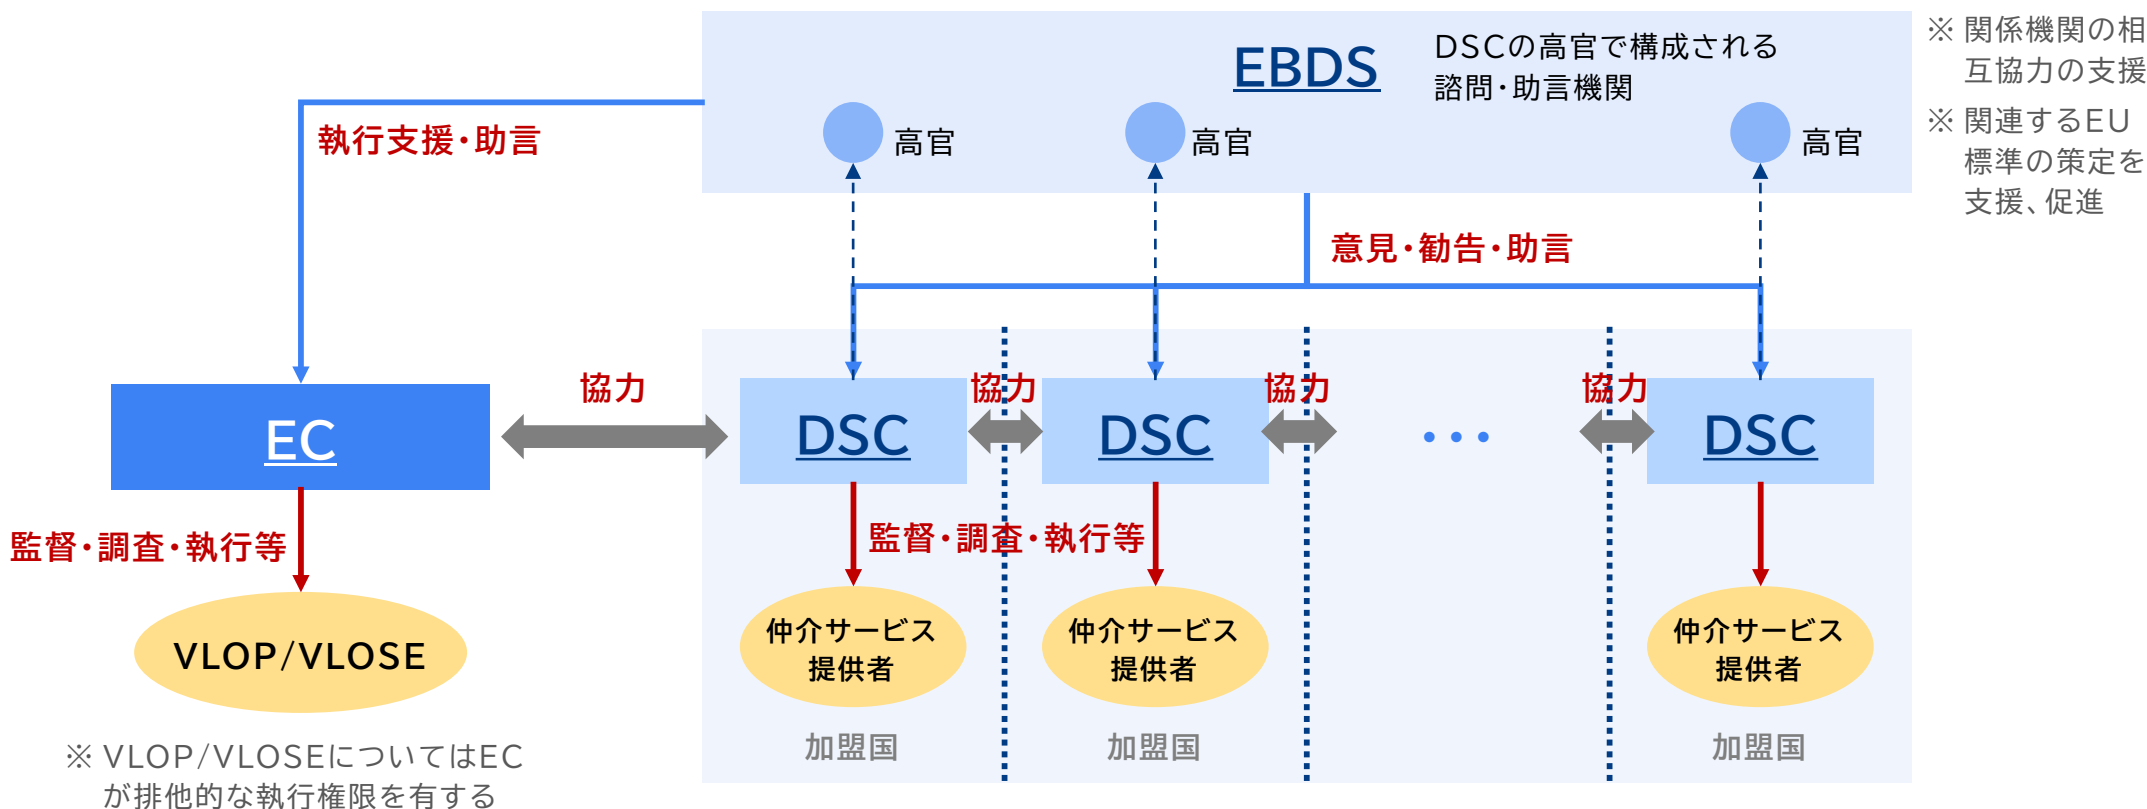 EBDS
DSCの高官で構成される
諮問・助言機関
※ 関係機関の相
互協力の支援
※ 関連するEU
標準の策定を
支援、促進
執行支援・助言
高官
高官
高官
意見・勧告・助言
協力
協力
協力
協力
EC
DSC
DSC
・・・
DSC
監督・調査・執行等
監督・調査・執行等
VLOP/VLOSE
仲介サービス
提供者
仲介サービス
提供者
仲介サービス
提供者
加盟国
加盟国
加盟国
※ VLOP/VLOSEについてはEC
が排他的な執行権限を有する